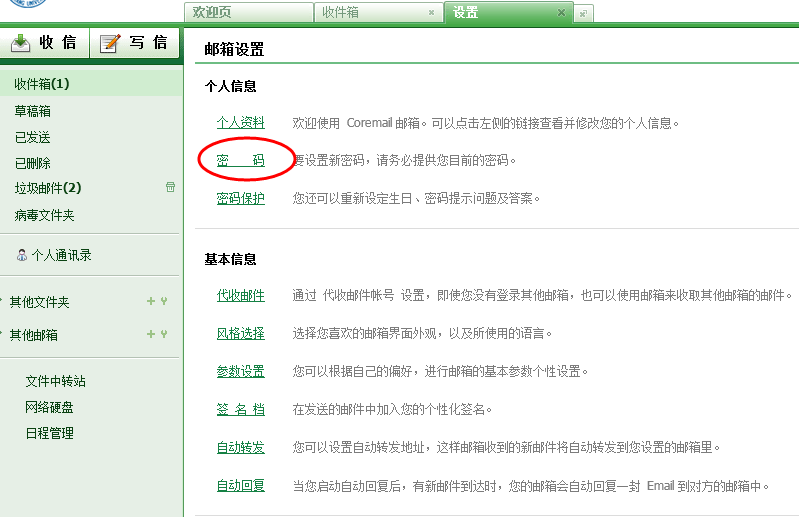 欢迎页
收件箱
设置
收 信
写 信
收件箱(1)
草稿箱
已发送
已删除
垃圾邮件(2)
病毒文件夹
个人通讯录
其他文件夹
其他邮箱
文件中转站
网络硬盘
日程管理
邮箱设置
个人信息
个人资料 欢迎使用 Coremail 邮箱。可以点击左侧的链接查看并修改您的个人信息。
密 码 要设置新密码，请务必提供您目前的密码。
密码保护 您还可以重新设定生日、密码提示问题及答案。
基本信息
代收邮件 通过 代收邮件帐号 设置，即使您没有登录其他邮箱，也可以使用邮箱来收取其他邮箱的邮件。
风格选择 选择您喜欢的邮箱界面外观，以及所使用的语言。
参数设置 您可以根据自己的偏好，进行邮箱的基本参数个性设置。
签 名 档 在发送的邮件中加入您的个性化签名。
自动转发 您可以设置自动转发地址，这样邮箱收到的新邮件将自动转发到您设置的邮箱里。
自动回复 当您启动自动回复后，有新邮件到达时，您的邮箱会自动回复一封 Email 到对方的邮箱中。